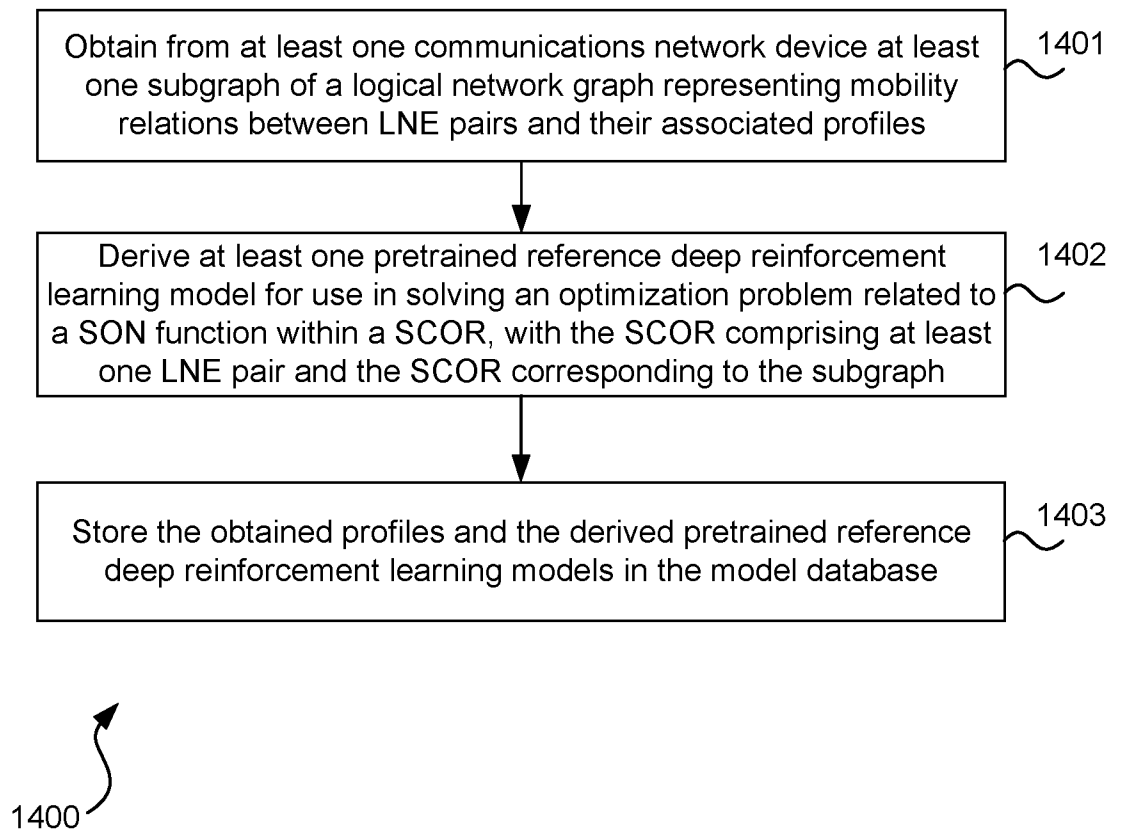 Obtain from at least one communications network device at least
one subgraph of a logical network graph representing mobility
relations between LNE pairs and their associated profiles
1401
Derive at least one pretrained reference deep reinforcement
learning model for use in solving an optimization problem related to
a SON function within a SCOR, with the SCOR comprising at least
one LNE pair and the SCOR corresponding to the subgraph
1402
Store the obtained profiles and the derived pretrained reference
deep reinforcement learning models in the model database
1403
1400